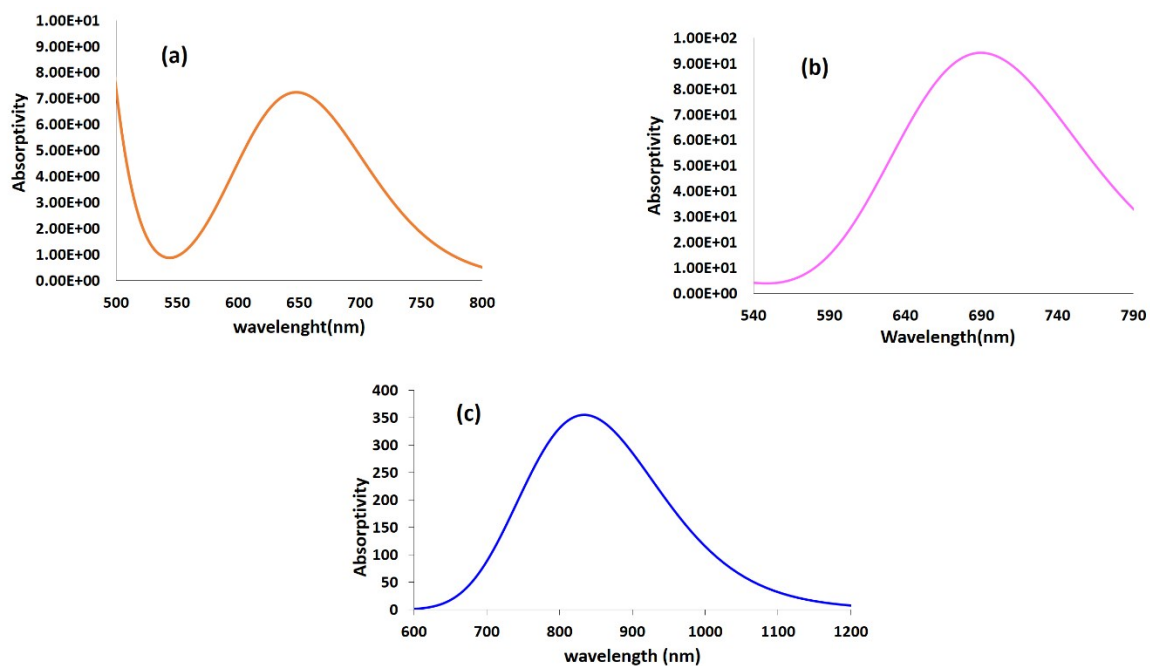 (a)
Absorptivity
1.00E+01
9.00E+00
8.00E+00
7.00E+00
6.00E+00
5.00E+00
4.00E+00
3.00E+00
2.00E+00
1.00E+00
0.00E+00
500 550 600 650 700 750 800
wavelenght(nm)
(b)
Absorptivity
1.00E+02
9.00E+01
8.00E+01
7.00E+01
6.00E+01
5.00E+01
4.00E+01
3.00E+01
2.00E+01
1.00E+01
0.00E+00
540 590 640 690 740 790
Wavelength(nm)
(c)
Absorptivity
400
350
300
250
200
150
100
50
0
600 700 800 900 1000 1100 1200
wavelength (nm)